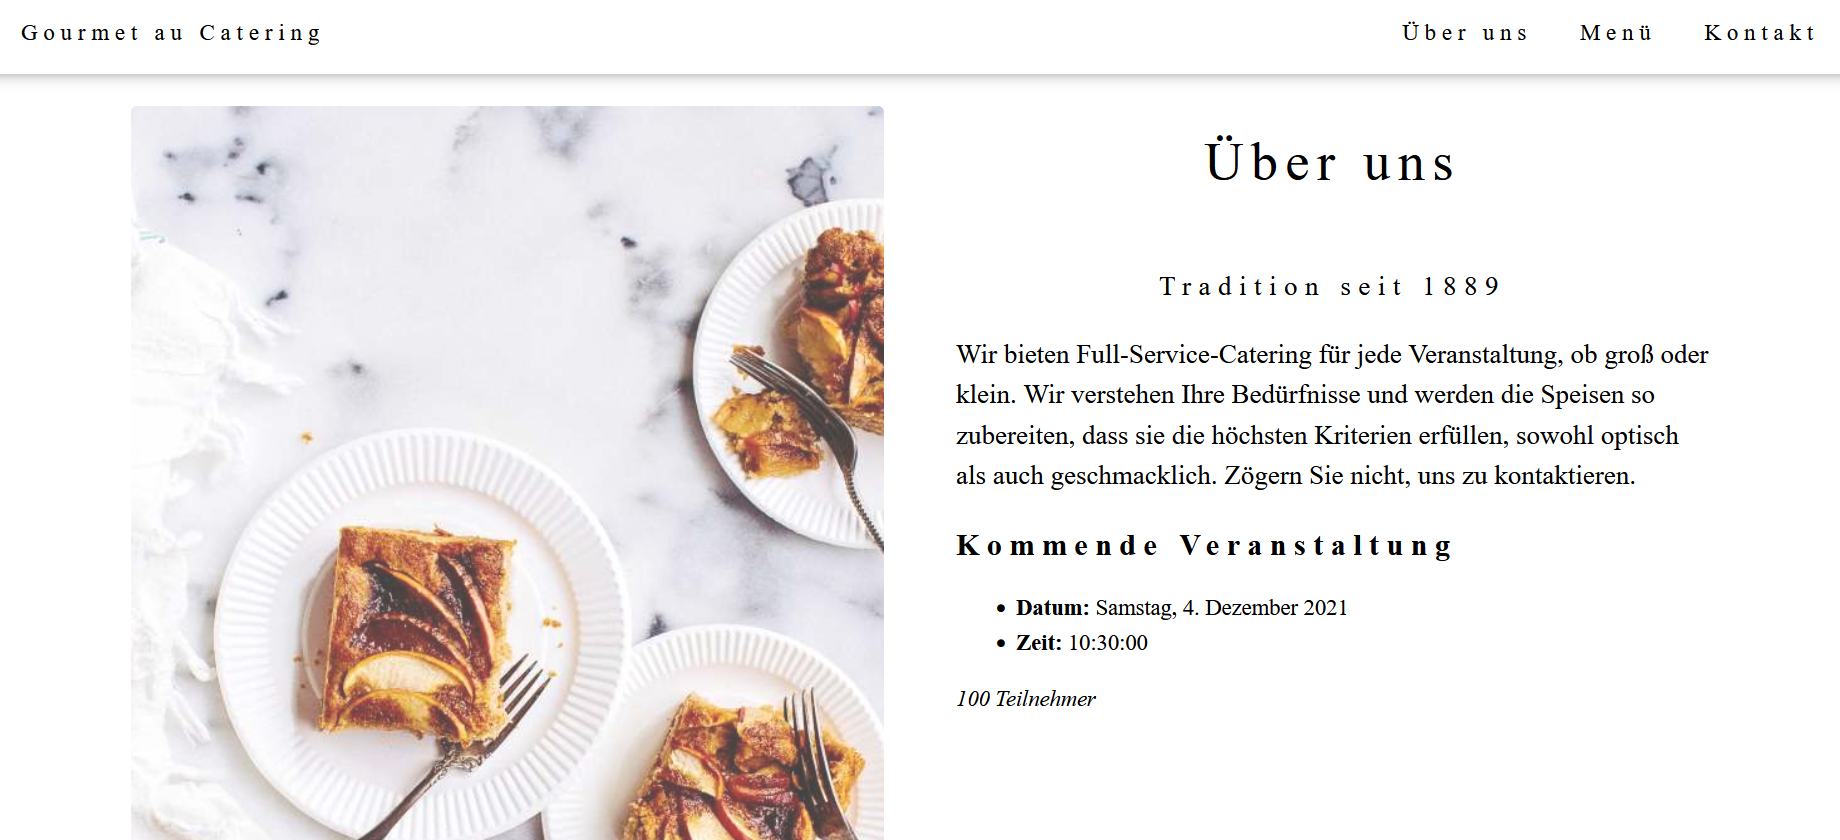 Gourmet au Catering
Über uns
Menü
Kontakt
Über uns
Tradition seit 1889
Wir bieten Full-Service-Catering für jede Veranstaltung, ob groß oder
klein. Wir verstehen Ihre Bedürfnisse und werden die Speisen so
zubereiten, dass sie die höchsten Kriterien erfüllen, sowohl optisch
als auch geschmacklich. Zögern Sie nicht, uns zu kontaktieren.
Kommende Veranstaltung
• Datum: Samstag, 4. Dezember 2021
• Zeit: 10:30:00
100 Teilnehmer